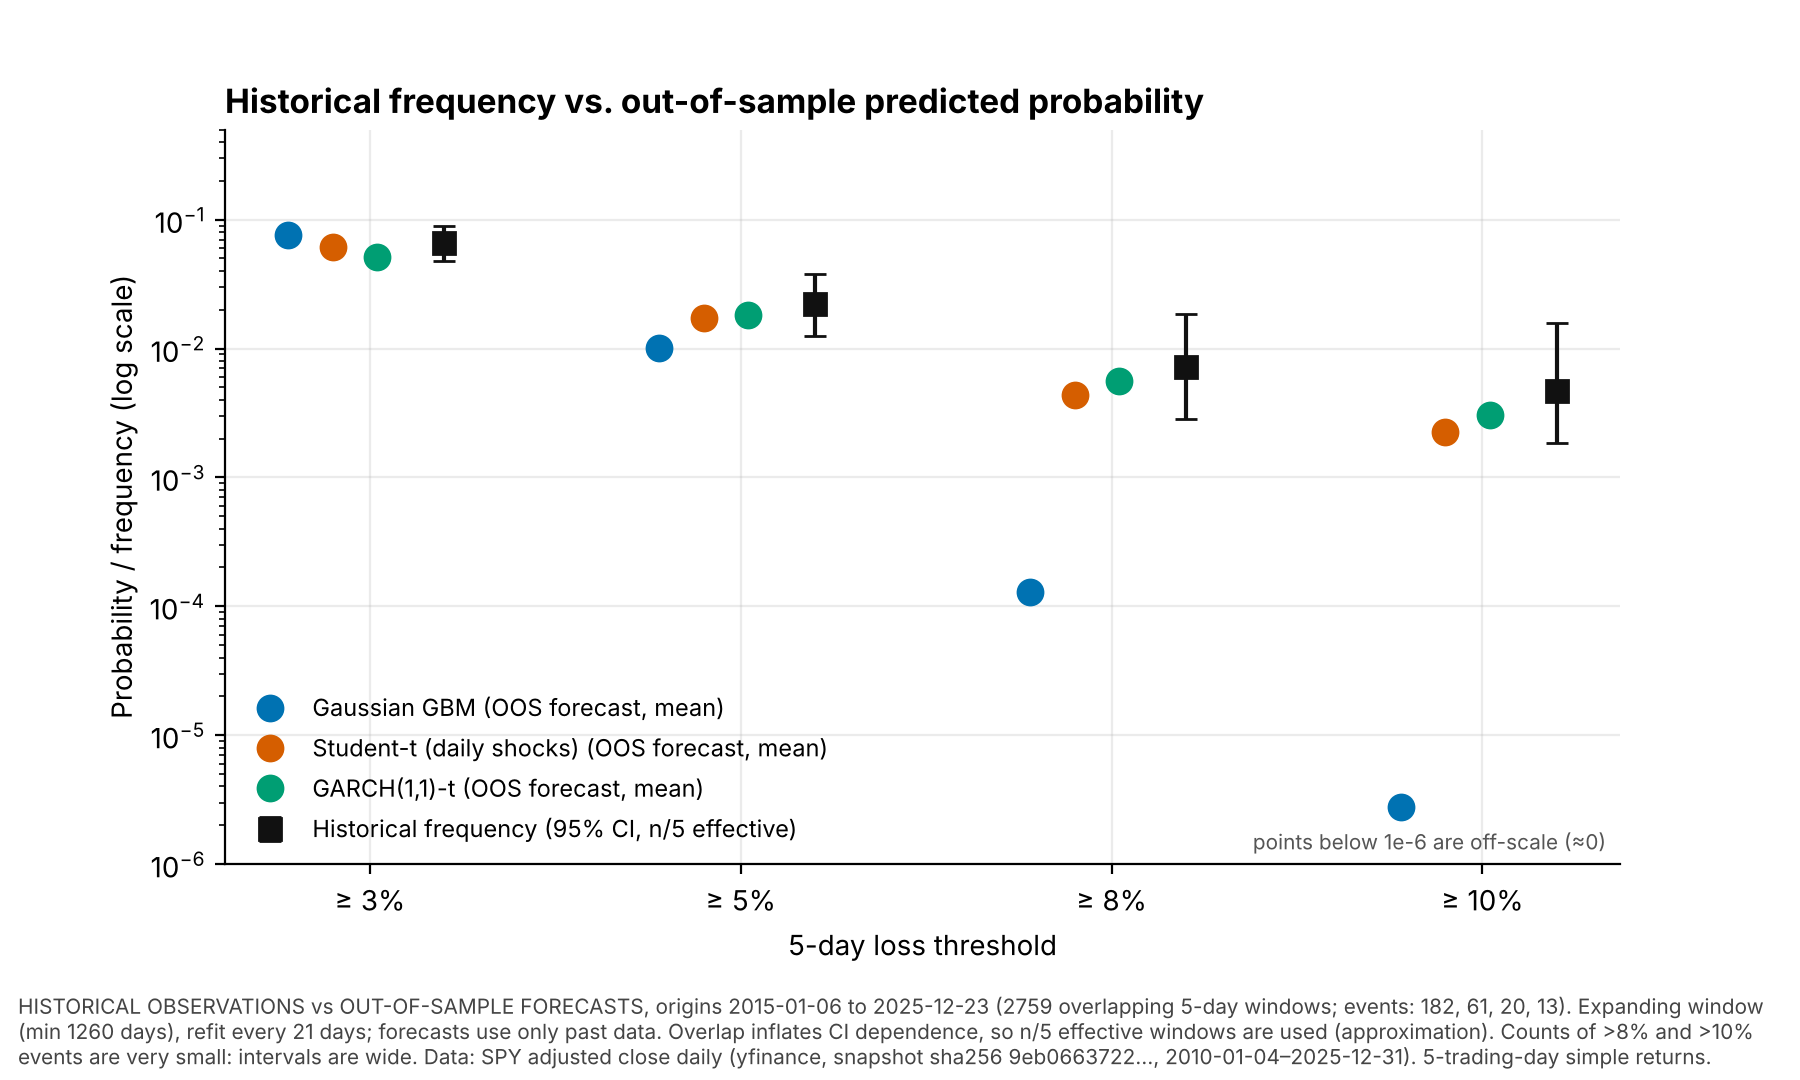 Historical frequency vs. out-of-sample predicted probability
Probability / frequency (log scale)
10⁻¹
10⁻²
10⁻³
10⁻⁴
10⁻⁵
10⁻⁶
Gaussian GBM (OOS forecast, mean)
Student-t (daily shocks) (OOS forecast, mean)
GARCH(1,1)-t (OOS forecast, mean)
Historical frequency (95% CI, n/5 effective)
points below 1e-6 are off-scale (≈0)
≥ 3%
≥ 5%
≥ 8%
≥ 10%
5-day loss threshold
HISTORICAL OBSERVATIONS vs OUT-OF-SAMPLE FORECASTS, origins 2015-01-06 to 2025-12-23 (2759 overlapping 5-day windows; events: 182, 61, 20, 13). Expanding window
(min 1260 days), refit every 21 days; forecasts use only past data. Overlap inflates CI dependence, so n/5 effective windows are used (approximation). Counts of >8% and >10%
events are very small: intervals are wide. Data: SPY adjusted close daily (yfinance, snapshot sha256 9eb0663722..., 2010-01-04–2025-12-31). 5-trading-day simple returns.